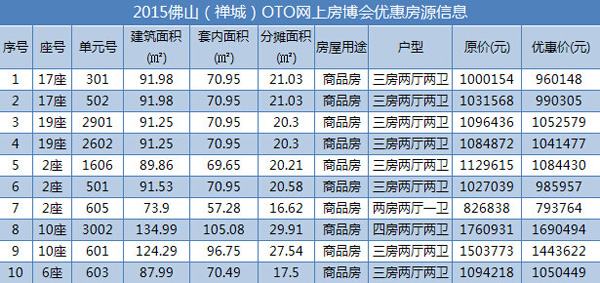 2015佛山（禅城）OTO网上房博会优惠房源信息
序号 座号 单元号 建筑面积(㎡) 套内面积(㎡) 分摊面积(㎡) 房屋用途 户型 原价(元) 优惠价(元)
1 17座 301 91.98 70.95 21.03 商品房 三房两厅两卫 1000154 960148
2 17座 502 91.98 70.95 21.03 商品房 三房两厅两卫 1031568 990305
3 19座 2901 91.25 70.95 20.3 商品房 三房两厅两卫 1096436 1052579
4 19座 2602 91.25 70.95 20.3 商品房 三房两厅两卫 1084872 1041477
5 2座 1606 89.86 69.65 20.21 商品房 三房两厅两卫 1129615 1084430
6 2座 501 91.53 70.95 20.58 商品房 三房两厅两卫 1027039 985957
7 2座 605 73.9 57.28 16.62 商品房 两房两厅一卫 826838 793764
8 10座 3002 134.99 105.08 29.91 商品房 四房两厅两卫 1760931 1690494
9 10座 601 124.29 96.75 27.54 商品房 三房两厅两卫 1503773 1443622
10 6座 603 87.99 70.49 17.5 商品房 三房两厅两卫 1094218 1050449